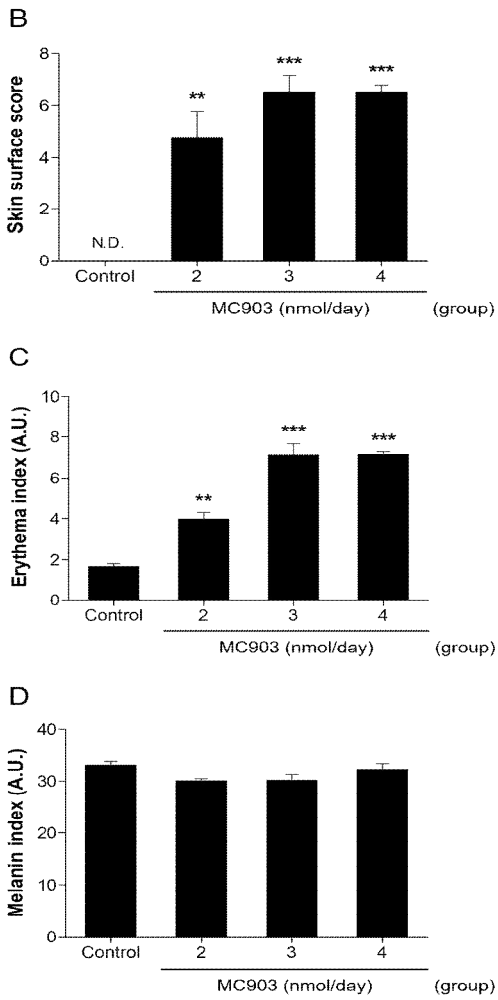 B
Skin surface score
8
6
4
2
0
** *** ***
N.D.
Control 2 3 4
MC903 (nmol/day) (group)
C
Erythema index (A.U.)
10
8
6
4
2
0
** *** ***
Control 2 3 4
MC903 (nmol/day) (group)
D
Melanin index (A.U.)
40
30
20
10
0
Control 2 3 4
MC903 (nmol/day) (group)